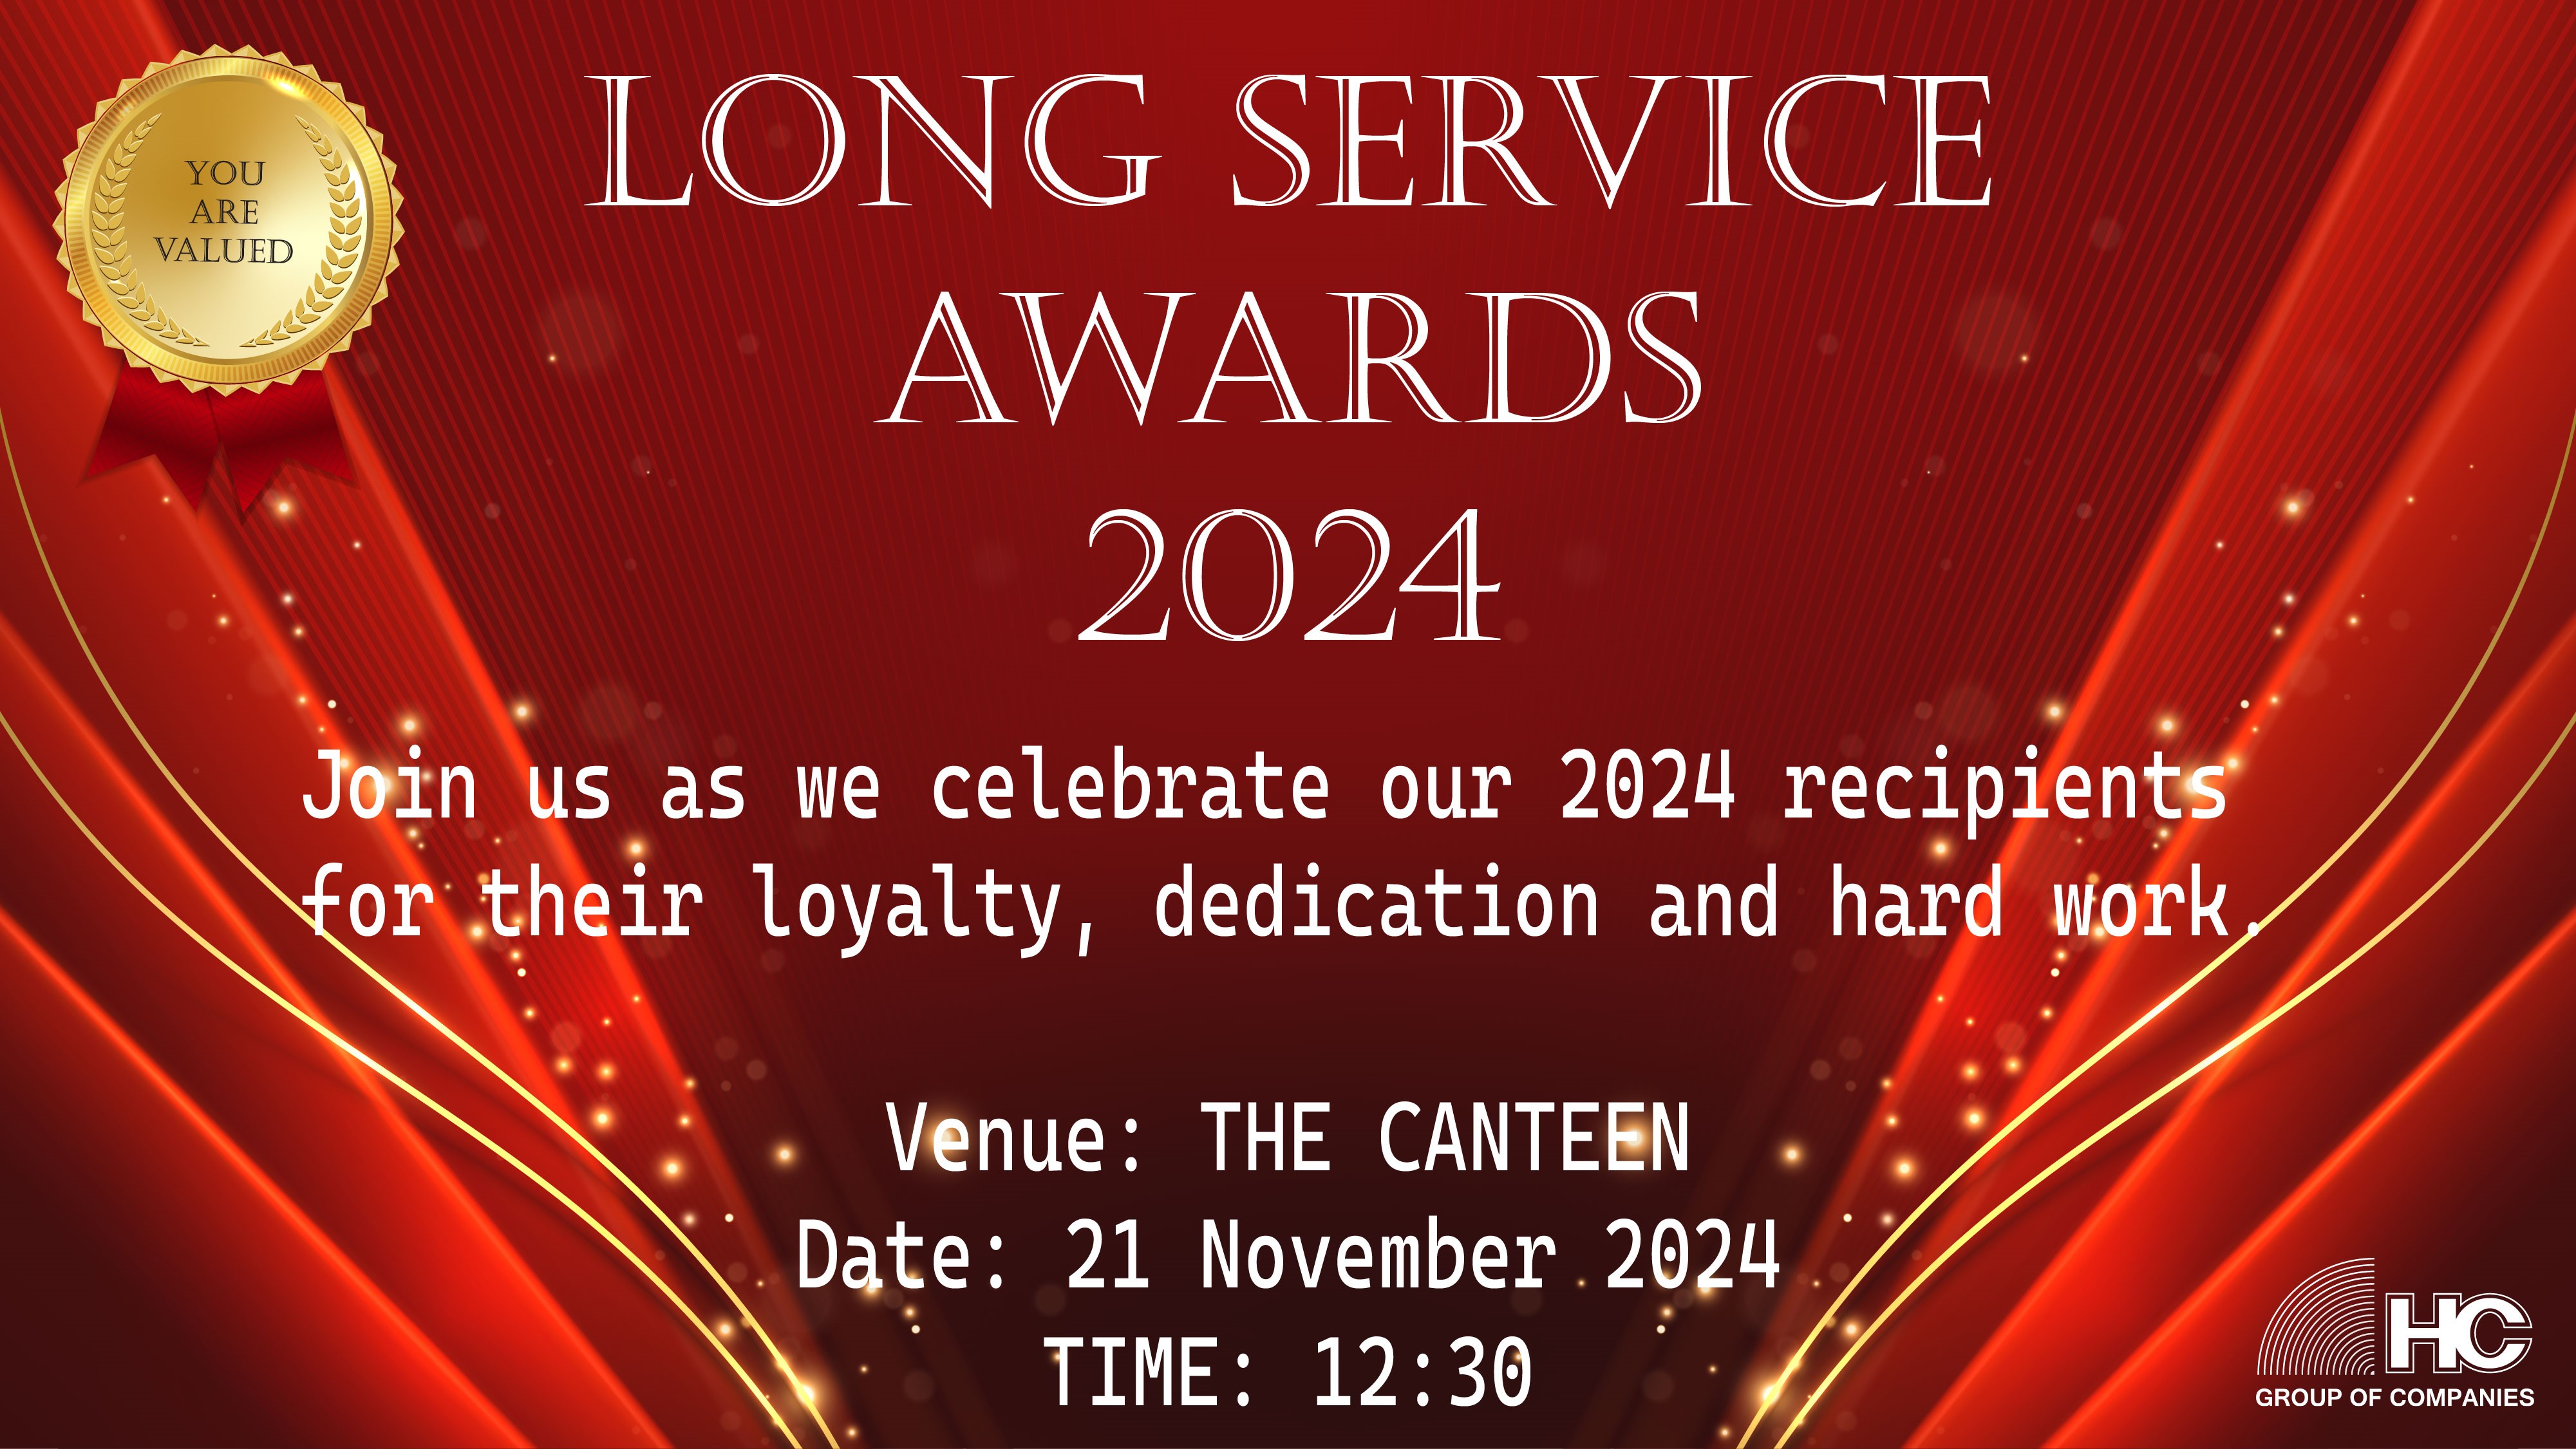 YOU
ARE
VALUED
LONG SERVICE
AWARDS
2024
Join us as we celebrate our 2024 recipients
for their loyalty, dedication and hard work.
Venue: THE CANTEEN
Date: 21 November 2024
TIME: 12:30
HC
GROUP OF COMPANIES